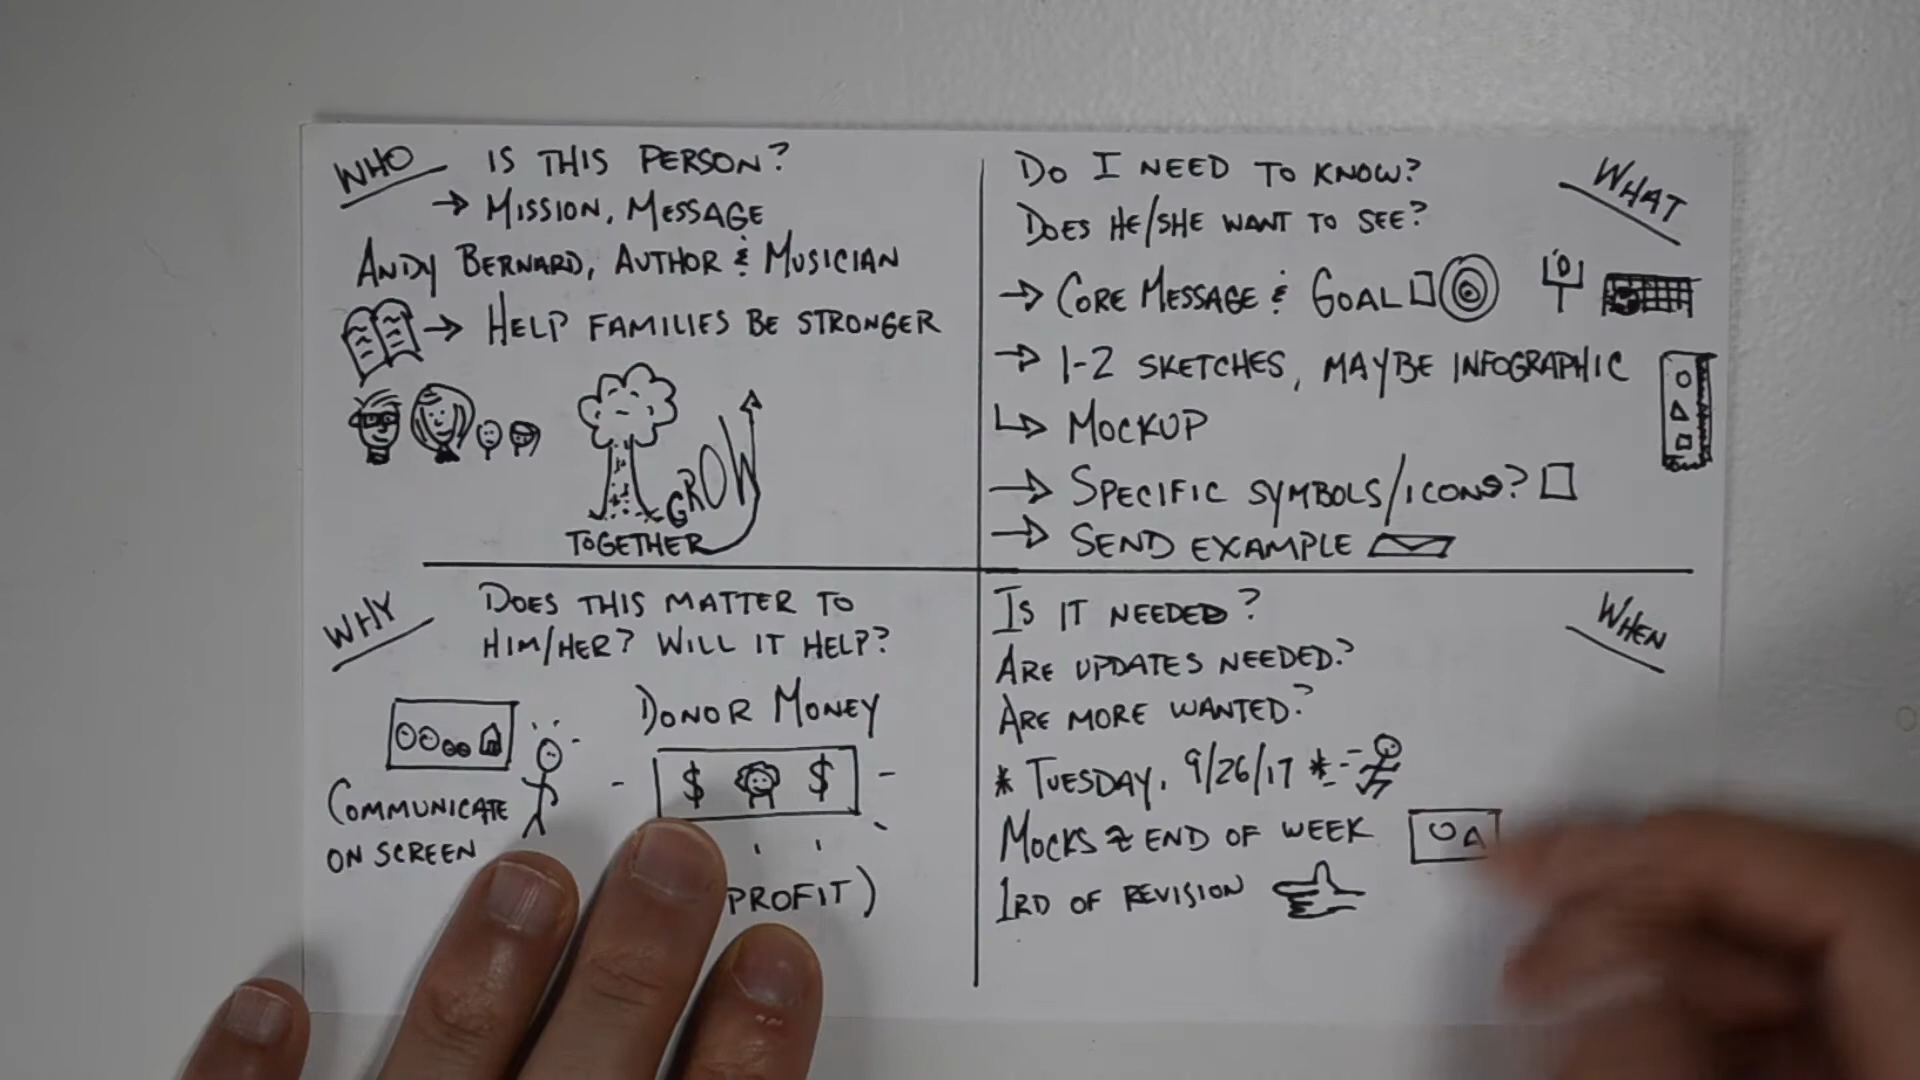 WHO IS THIS PERSON?
→ MISSION, MESSAGE
ANDY BERNARD, AUTHOR & MUSICIAN
→ HELP FAMILIES BE STRONGER
GROW
TOGETHER
WHAT
DO I NEED TO KNOW?
DOES HE/SHE WANT TO SEE?
→ CORE MESSAGE & GOAL
→ 1-2 SKETCHES, MAYBE INFOGRAPHIC
↳ MOCKUP
→ SPECIFIC SYMBOLS/ICONS?
→ SEND EXAMPLE
WHY DOES THIS MATTER TO
HIM/HER? WILL IT HELP?
DONOR MONEY
$ $
COMMUNICATE
ON SCREEN
PROFIT)
WHEN
IS IT NEEDED?
ARE UPDATES NEEDED?
ARE MORE WANTED?
* TUESDAY, 9/26/17 *
MOCKS END OF WEEK
1RD OF REVISION